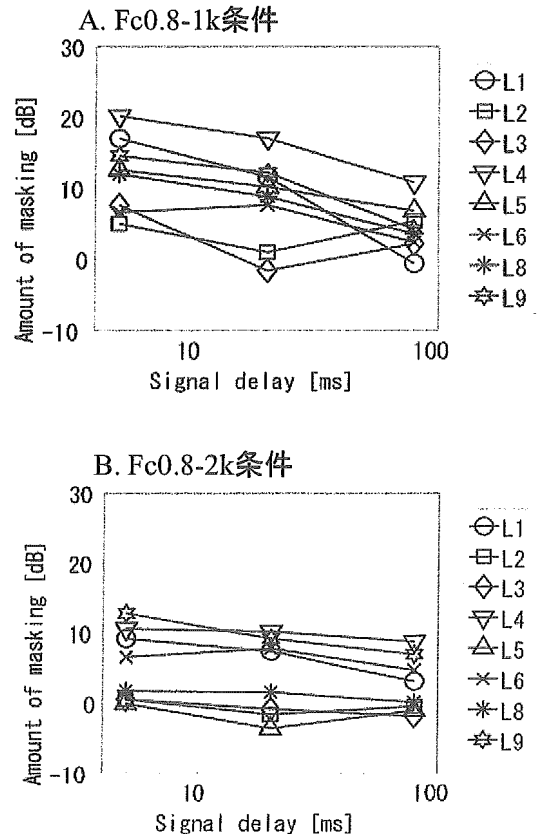 A. Fc0.8-1k条件
30
20
10
0
-10
Amount of masking [dB]
10
100
Signal delay [ms]
L1
L2
L3
L4
L5
L6
L8
L9
B. Fc0.8-2k条件
30
20
10
0
-10
Amount of masking [dB]
10
100
Signal delay [ms]
L1
L2
L3
L4
L5
L6
L8
L9